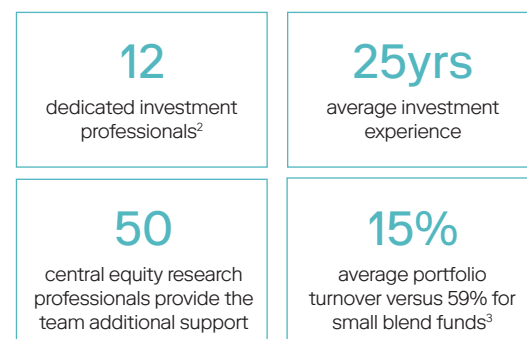 12
dedicated investment
professionals²
25yrs
average investment
experience
50
central equity research
professionals provide the
team additional support
15%
average portfolio
turnover versus 59% for
small blend funds³